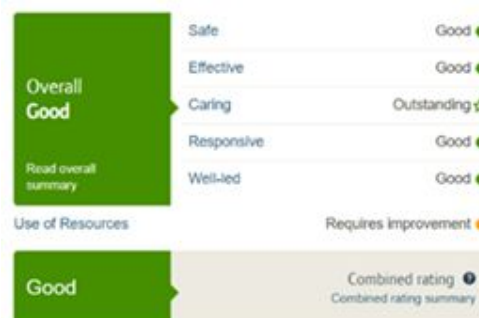 Overall
Good
Read overall
summary
Safe Good
Effective Good
Caring Outstanding
Responsive Good
Well-led Good
Use of Resources Requires improvement
Good
Combined rating ?
Combined rating summary